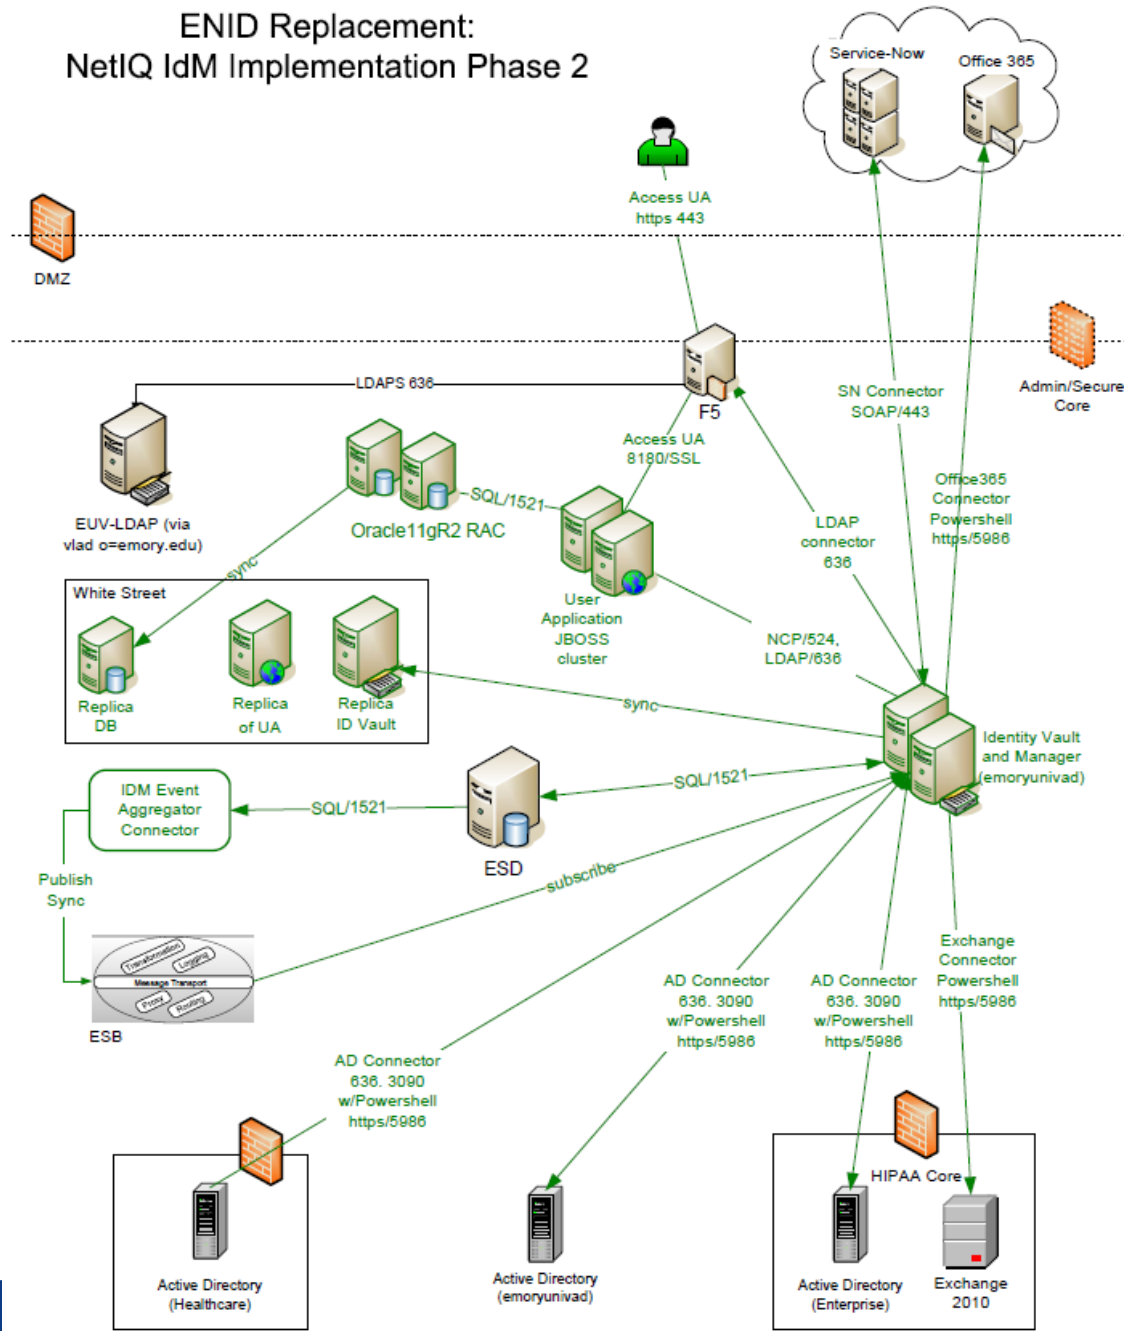 ENID Replacement:
NetIQ IdM Implementation Phase 2
Service-Now
Office 365
Access UA
https 443
DMZ
Admin/Secure
Core
LDAPS 636
F5
SN Connector
SOAP/443
Access UA
8180/SSL
SQL/1521
Oracle11gR2 RAC
EUV-LDAP (via
vlad o=emory.edu)
sync
LDAP
connector
636
Office365
Connector
Powershell
https/5986
White Street
User
Application
JBOSS
cluster
NCP/524,
LDAP/636
Replica
DB
Replica
of UA
Replica
ID Vault
sync
Identity Vault
and Manager
(emoryunivad)
IDM Event
Aggregator
Connector
SQL/1521
SQL/1521
ESD
Publish
Sync
subscribe
Transformation
Logging
Message Transport
Proxy
Routing
ESB
Exchange
Connector
Powershell
https/5986
AD Connector
636. 3090
w/Powershell
https/5986
AD Connector
636. 3090
w/Powershell
https/5986
AD Connector
636. 3090
w/Powershell
https/5986
HIPAA Core
Active Directory
(Healthcare)
Active Directory
(emoryunivad)
Active Directory
(Enterprise)
Exchange
2010